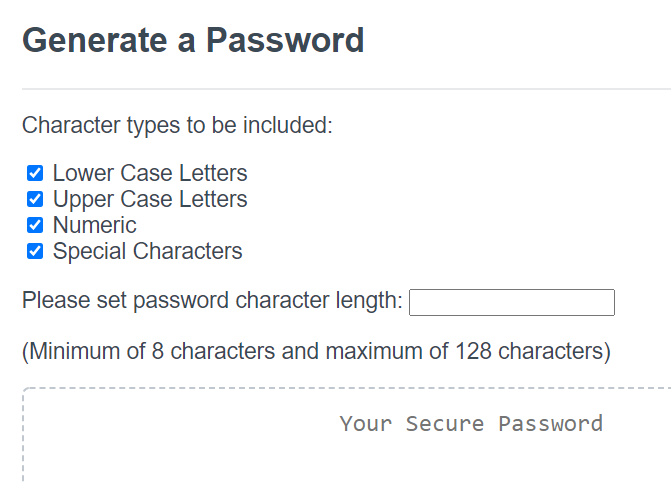 Generate a Password
Character types to be included:
Lower Case Letters
Upper Case Letters
Numeric
Special Characters
Please set password character length:
(Minimum of 8 characters and maximum of 128 characters)
Your Secure Password